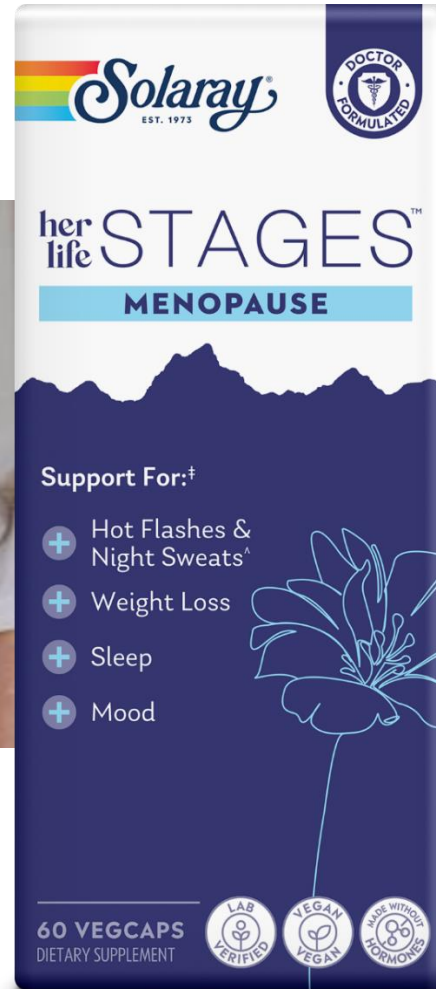 Solaray®
EST. 1973
DOCTOR FORMULATED
her life STAGES™
MENOPAUSE
Support For:‡
Hot Flashes &
Night Sweats^
Weight Loss
Sleep
Mood
60 VEGCAPS
DIETARY SUPPLEMENT
LAB VERIFIED
VEGAN VEGAN
MADE WITHOUT HORMONES